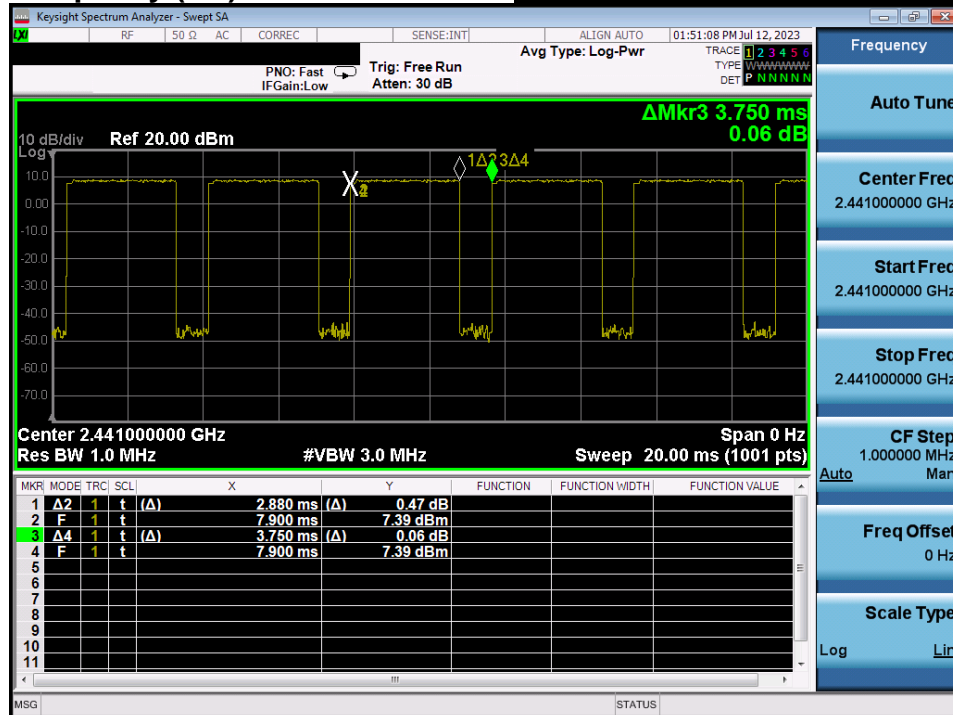 Keysight Spectrum Analyzer - Swept SA
LXI RF 50 Ω AC CORREC SENSE:INT ALIGN AUTO 01:51:08 PM Jul 12, 2023
Avg Type: Log-Pwr TRACE 1 2 3 4 5 6
PNO: Fast Trig: Free Run TYPE WWWWWW
IFGain:Low Atten: 30 dB DET P N N N N N
ΔMkr3 3.750 ms
0.06 dB
10 dB/div Ref 20.00 dBm
Log
1Δ2 3Δ4
10.0
2
0.00
-10.0
-20.0
-30.0
-40.0
-50.0
-60.0
-70.0
Center 2.441000000 GHz Span 0 Hz
Res BW 1.0 MHz #VBW 3.0 MHz Sweep 20.00 ms (1001 pts)
MKR MODE TRC SCL X Y FUNCTION FUNCTION WIDTH FUNCTION VALUE
1 Δ2 1 t (Δ) 2.880 ms (Δ) 0.47 dB
2 F 1 t 7.900 ms 7.39 dBm
3 Δ4 1 t (Δ) 3.750 ms (Δ) 0.06 dB
4 F 1 t 7.900 ms 7.39 dBm
5
6
7
8
9
10
11
MSG STATUS
Frequency
Auto Tune
Center Freq
2.441000000 GHz
Start Freq
2.441000000 GHz
Stop Freq
2.441000000 GHz
CF Step
1.000000 MHz
Auto Man
Freq Offset
0 Hz
Scale Type
Log Lin